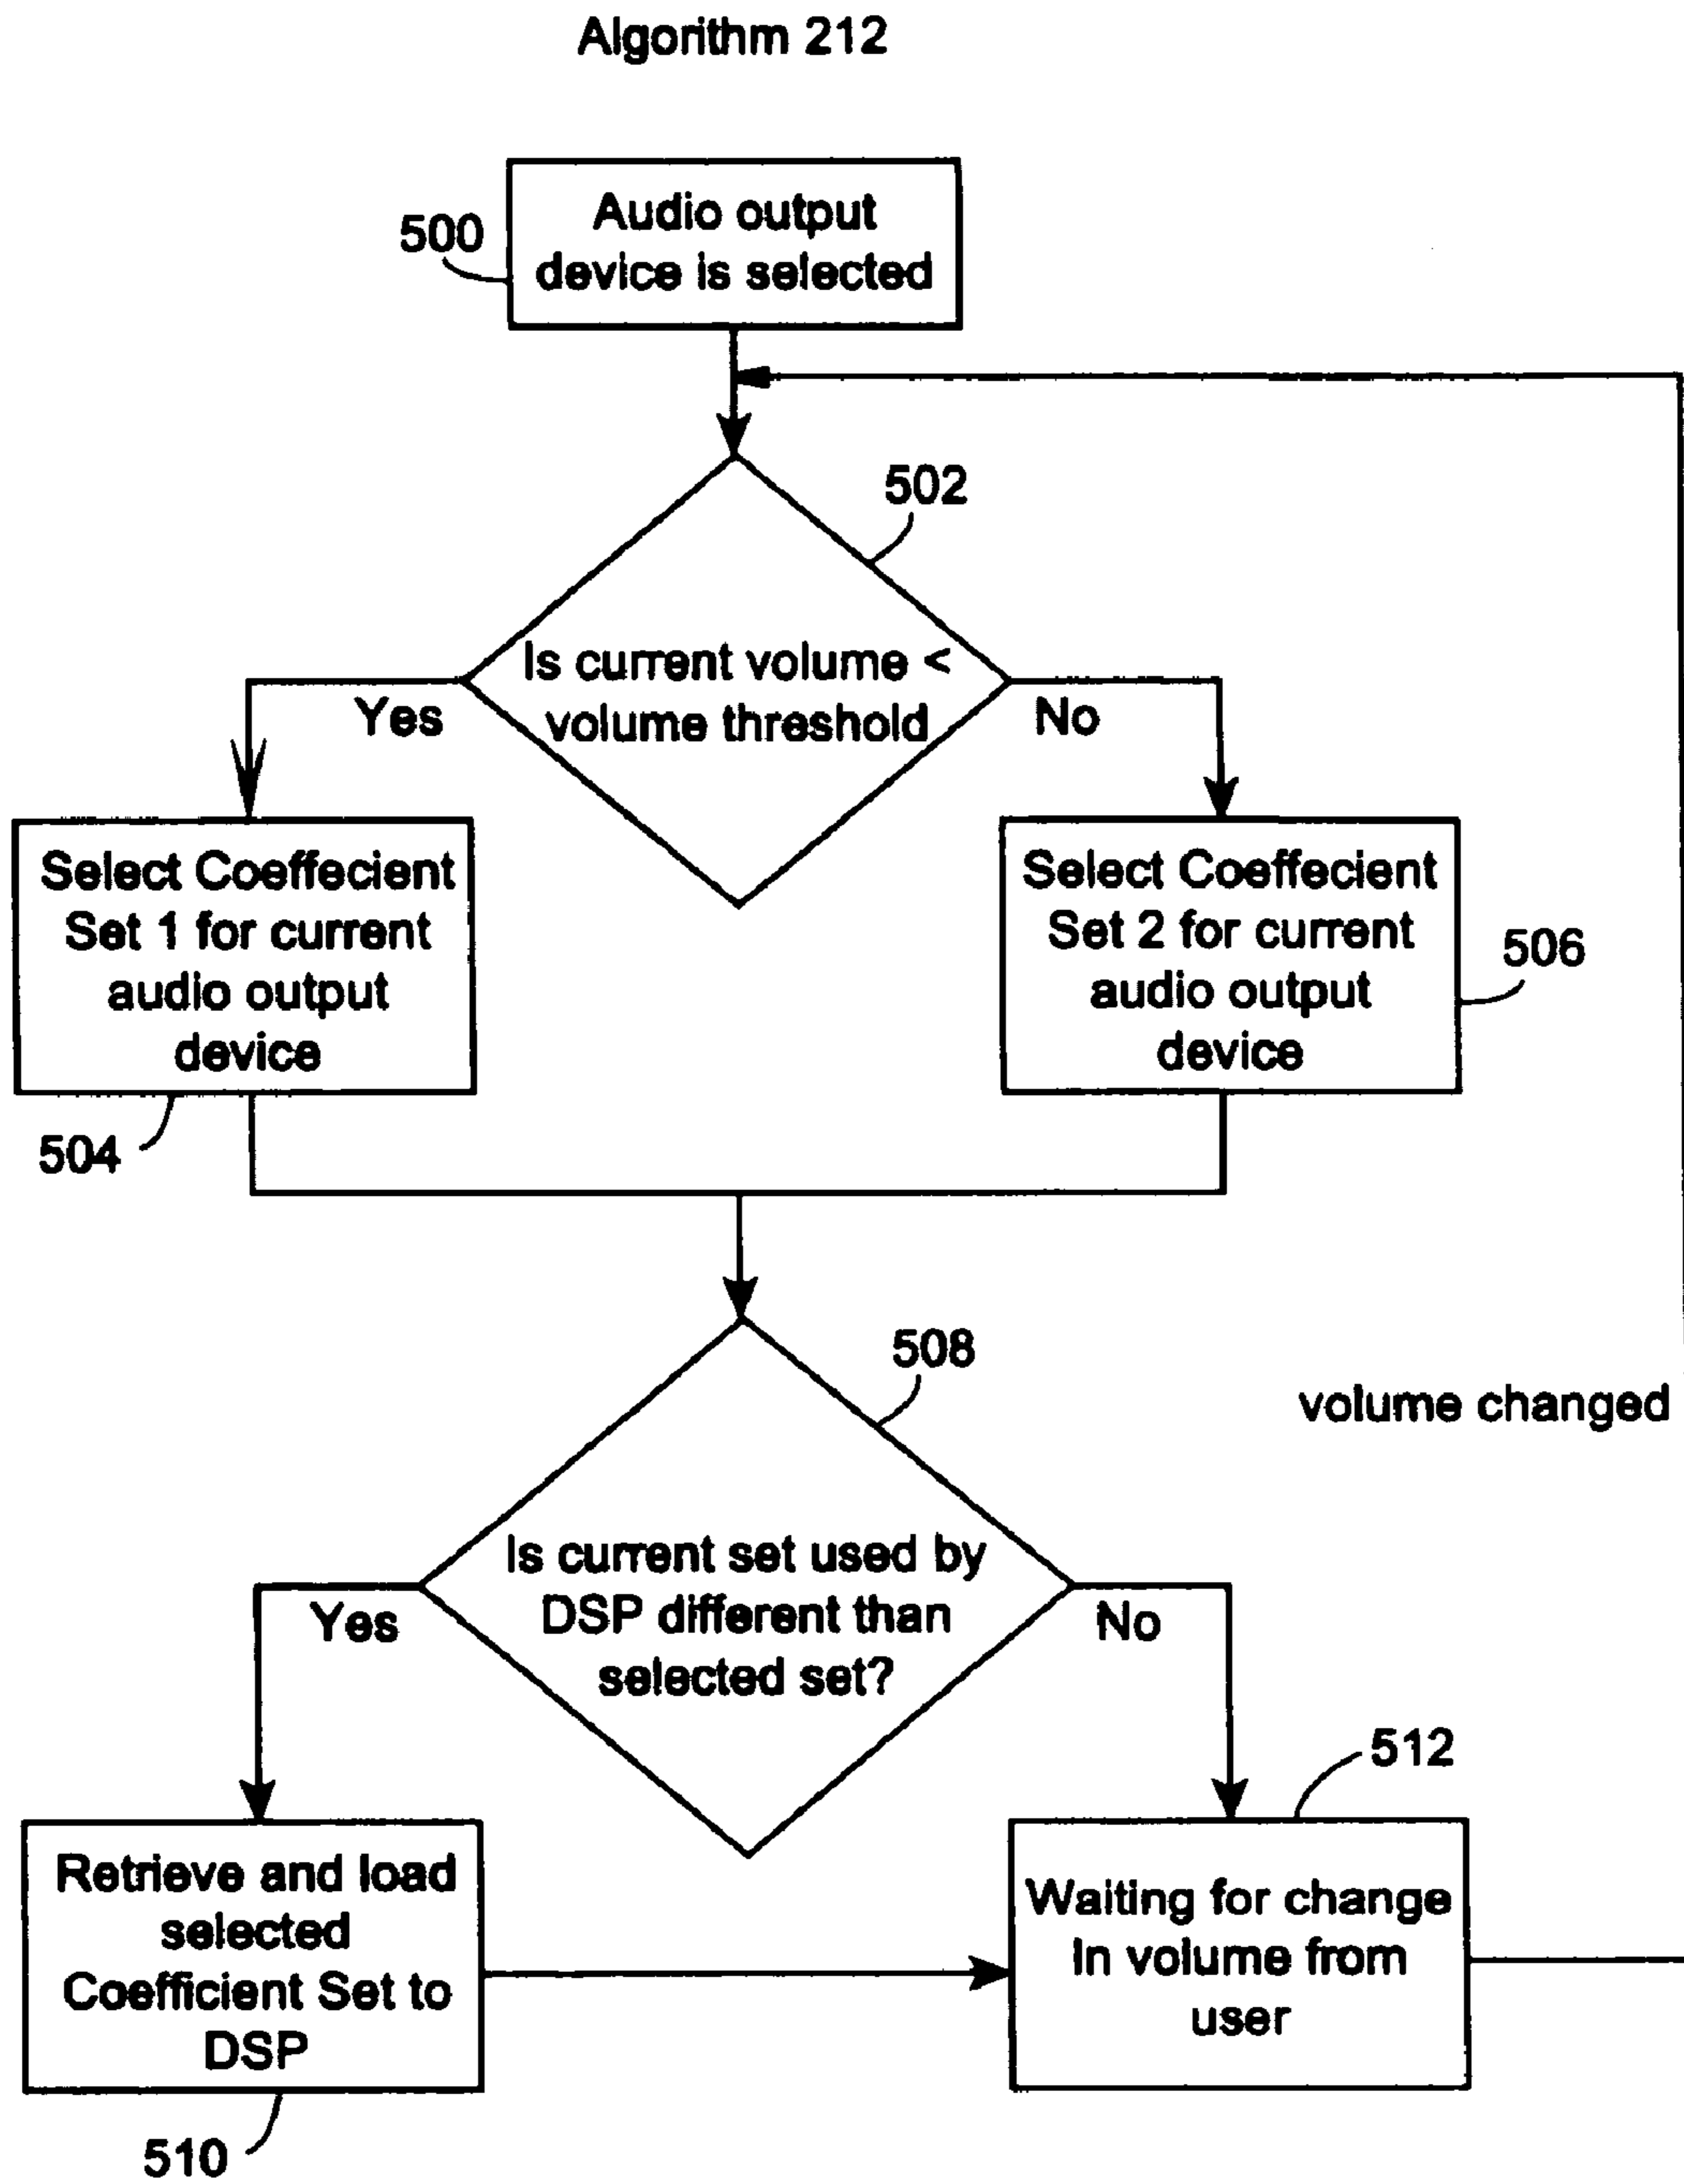 Algorithm 212
500
Audio output
device is selected
502
Is current volume <
volume threshold
Yes
No
Select Coeffecient
Set 1 for current
audio output
device
504
Select Coeffecient
Set 2 for current
audio output
device
506
508
volume changed
Is current set used by
DSP different than
selected set?
Yes
No
512
Retrieve and load
selected
Coefficient Set to
DSP
510
Waiting for change
In volume from
user